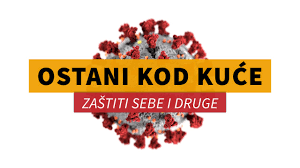 OSTANI KOD KUĆE
ZAŠTITI SEBE I DRUGE